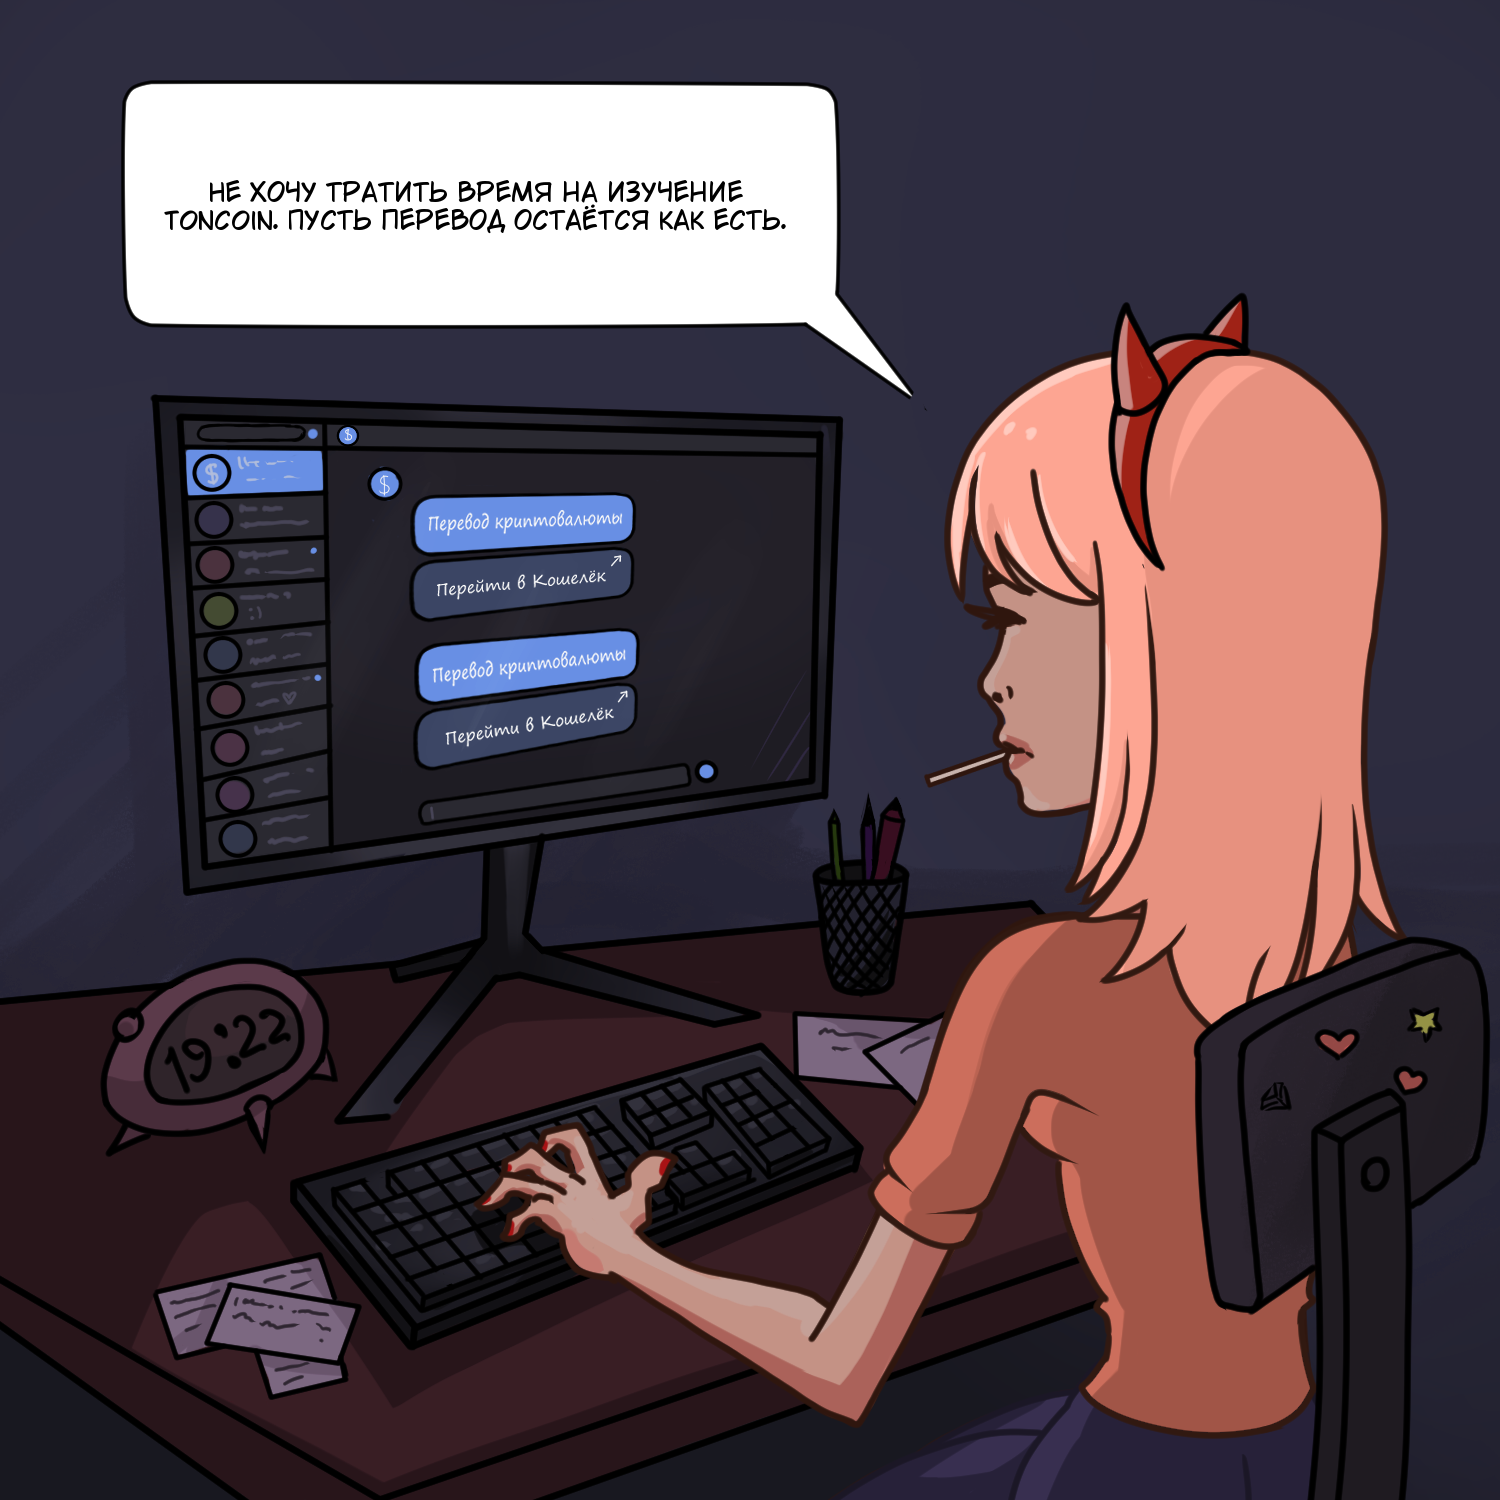 НЕ ХОЧУ ТРАТИТЬ ВРЕМЯ НА ИЗУЧЕНИЕ
TONCOIN. ПУСТЬ ПЕРЕВОД ОСТАЁТСЯ КАК ЕСТЬ.
$
$
$
Перевод криптовалюты
Перейти в Кошелёк
Перевод криптовалюты
Перейти в Кошелёк
:)
19:22